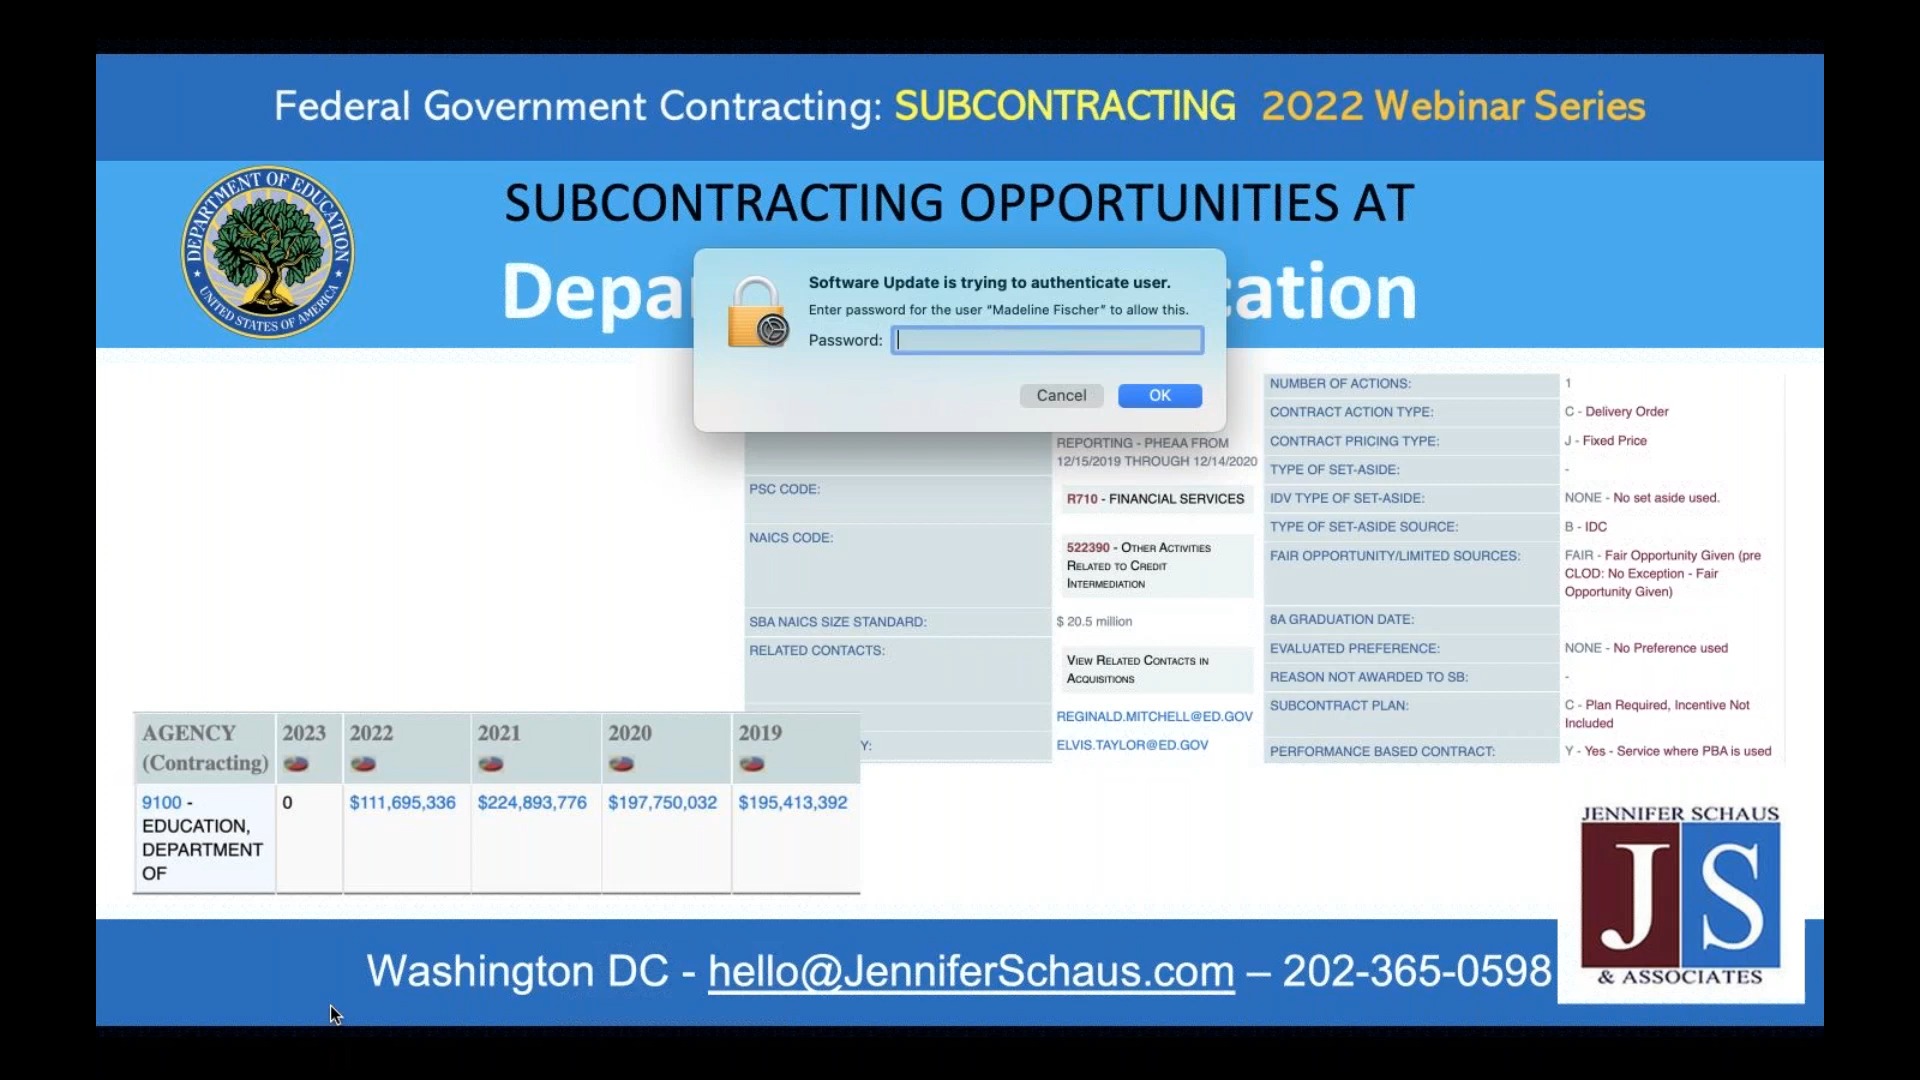 Federal Government Contracting: SUBCONTRACTING 2022 Webinar Series
DEPARTMENT OF EDUCATION
UNITED STATES OF AMERICA
SUBCONTRACTING OPPORTUNITIES AT
Depa
cation
Software Update is trying to authenticate user.
Enter password for the user "Madeline Fischer" to allow this.
Password:
Cancel
OK
REPORTING - PHEAA FROM
12/15/2019 THROUGH 12/14/2020
PSC CODE:
R710 - FINANCIAL SERVICES
NAICS CODE:
522390 - OTHER ACTIVITIES
RELATED TO CREDIT
INTERMEDIATION
SBA NAICS SIZE STANDARD:
$ 20.5 million
RELATED CONTACTS:
VIEW RELATED CONTACTS IN
ACQUISITIONS
REGINALD.MITCHELL@ED.GOV
Y:
ELVIS.TAYLOR@ED.GOV
NUMBER OF ACTIONS:
1
CONTRACT ACTION TYPE:
C - Delivery Order
CONTRACT PRICING TYPE:
J - Fixed Price
TYPE OF SET-ASIDE:
-
IDV TYPE OF SET-ASIDE:
NONE - No set aside used.
TYPE OF SET-ASIDE SOURCE:
B - IDC
FAIR OPPORTUNITY/LIMITED SOURCES:
FAIR - Fair Opportunity Given (pre
CLOD: No Exception - Fair
Opportunity Given)
8A GRADUATION DATE:
EVALUATED PREFERENCE:
NONE - No Preference used
REASON NOT AWARDED TO SB:
-
SUBCONTRACT PLAN:
C - Plan Required, Incentive Not
Included
PERFORMANCE BASED CONTRACT:
Y - Yes - Service where PBA is used
AGENCY
(Contracting)
2023
2022
2021
2020
2019
9100 -
EDUCATION,
DEPARTMENT
OF
0
$111,695,336
$224,893,776
$197,750,032
$195,413,392
JENNIFER SCHAUS
JS
& ASSOCIATES
Washington DC - hello@JenniferSchaus.com – 202-365-0598